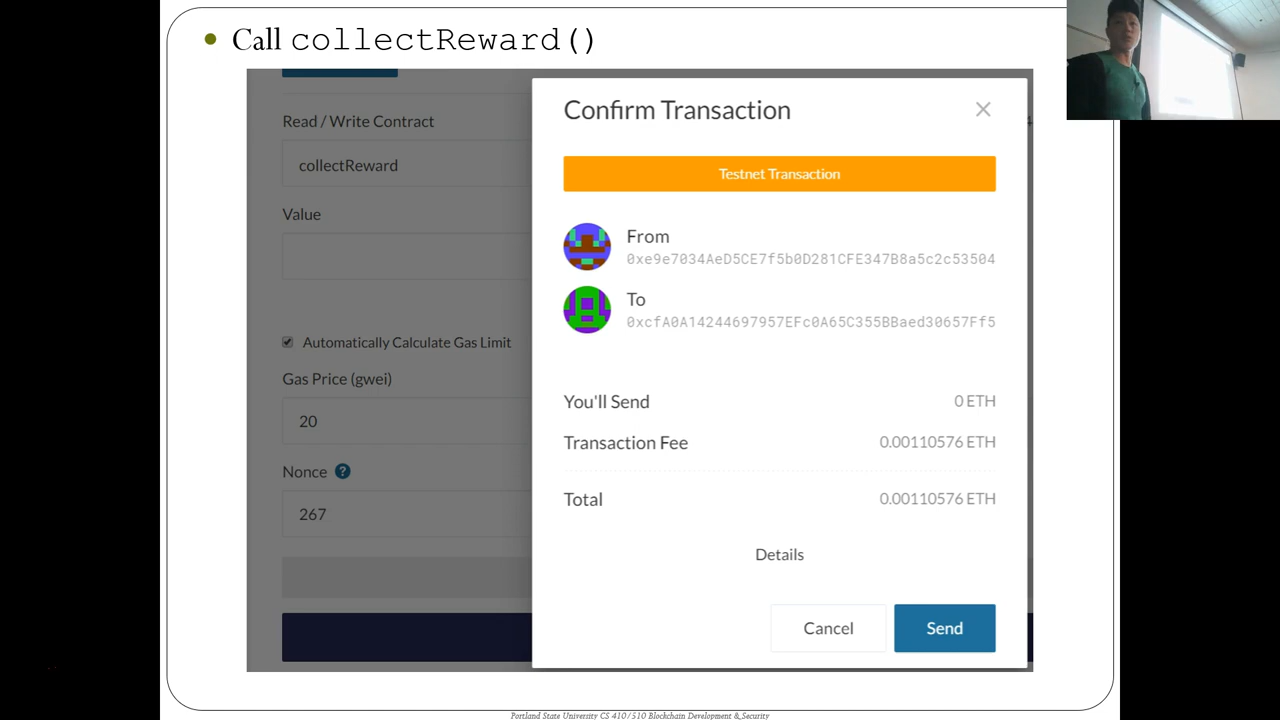 • Call collectReward()
Read / Write Contract
collectReward
Value
Automatically Calculate Gas Limit
Gas Price (gwei)
20
Nonce ?
267
Confirm Transaction
4
Testnet Transaction
From
0xe9e7034AeD5CE7f5b0D281CFE347B8a5c2c53504
To
0xcfA0A14244697957EFc0A65C355BBaed30657Ff5
You'll Send 0 ETH
Transaction Fee 0.00110576 ETH
Total 0.00110576 ETH
Details
Cancel Send
Portland State University CS 410/510 Blockchain Development & Security